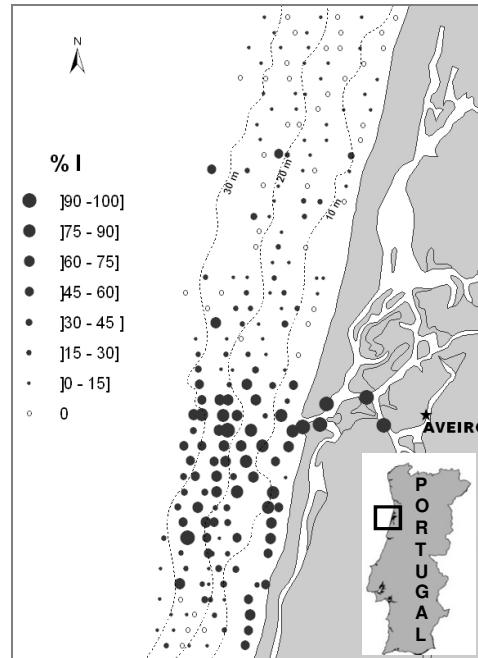 N
% I
]90 -100]
]75 - 90]
]60 - 75]
]45 - 60]
]30 - 45 ]
]15 - 30]
]0 - 15]
0
30 m
20 m
10 m
AVEIRO
PORTUGAL